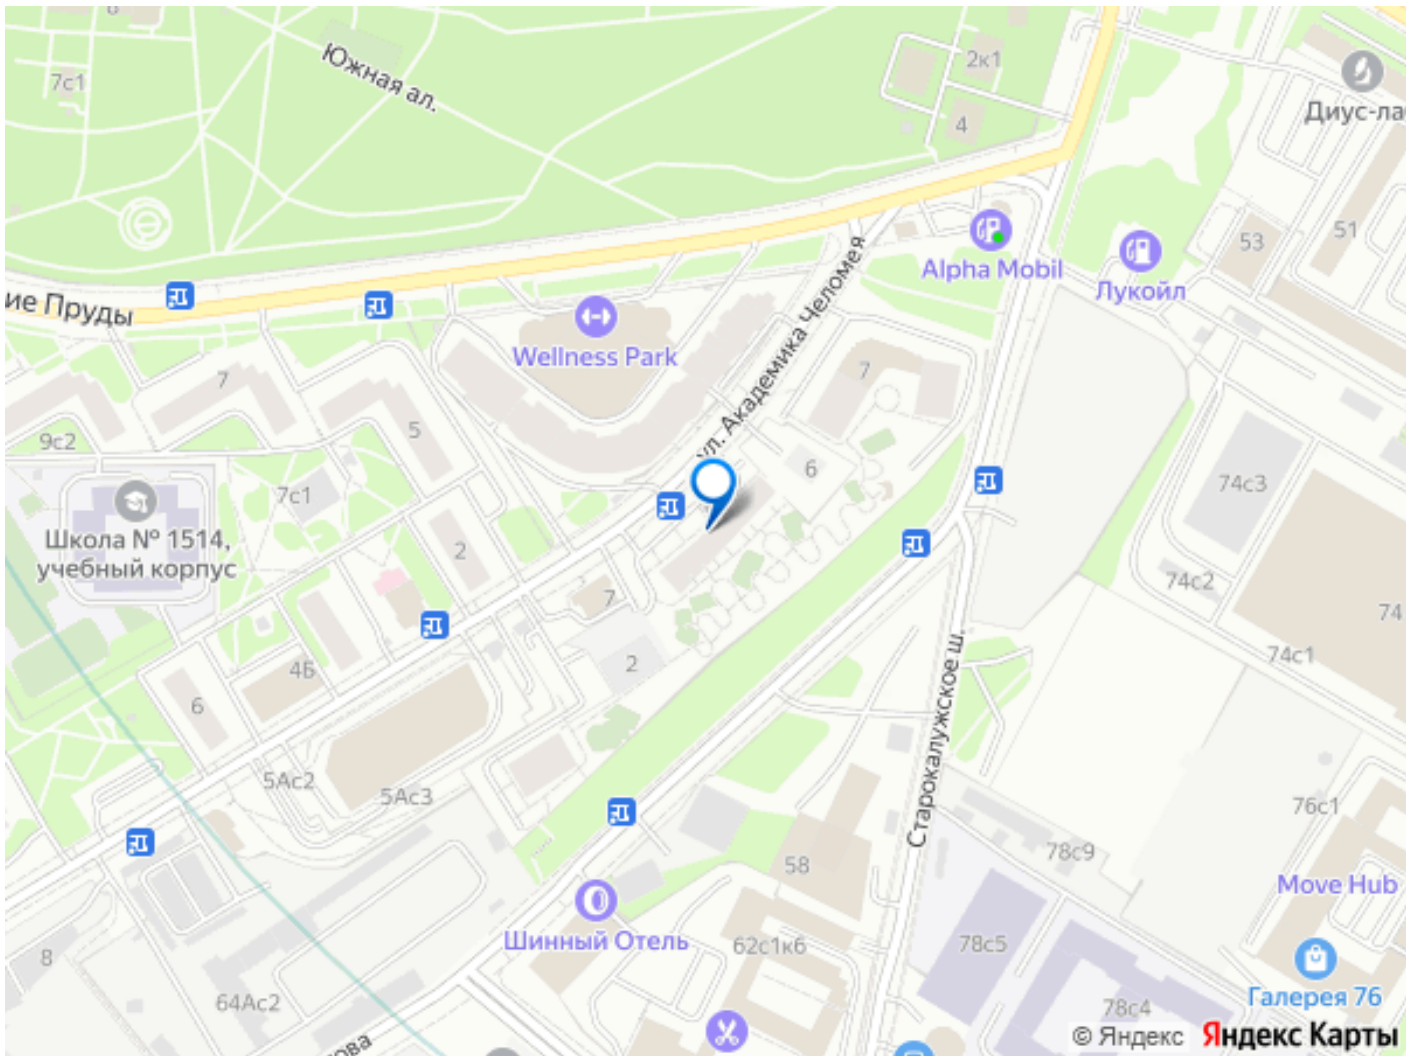 7с1
Южная ал.
2к1
4
Диус-лаб
53
51
Alpha Mobil
Лукойл
ие Пруды
Wellness Park
ул. Академика Челомея
7
7
5
9с2
7с1
6
74с3
Школа № 1514,
учебный корпус
2
74с2
7
74
2
4Б
74с1
6
Старокалужское ш.
5Ас2
5Ас3
76с1
78с9
58
Move Hub
Шинный Отель
62с1к6
78с5
8
64Ас2
Галерея 76
78с4
ова
© Яндекс Яндекс Карты